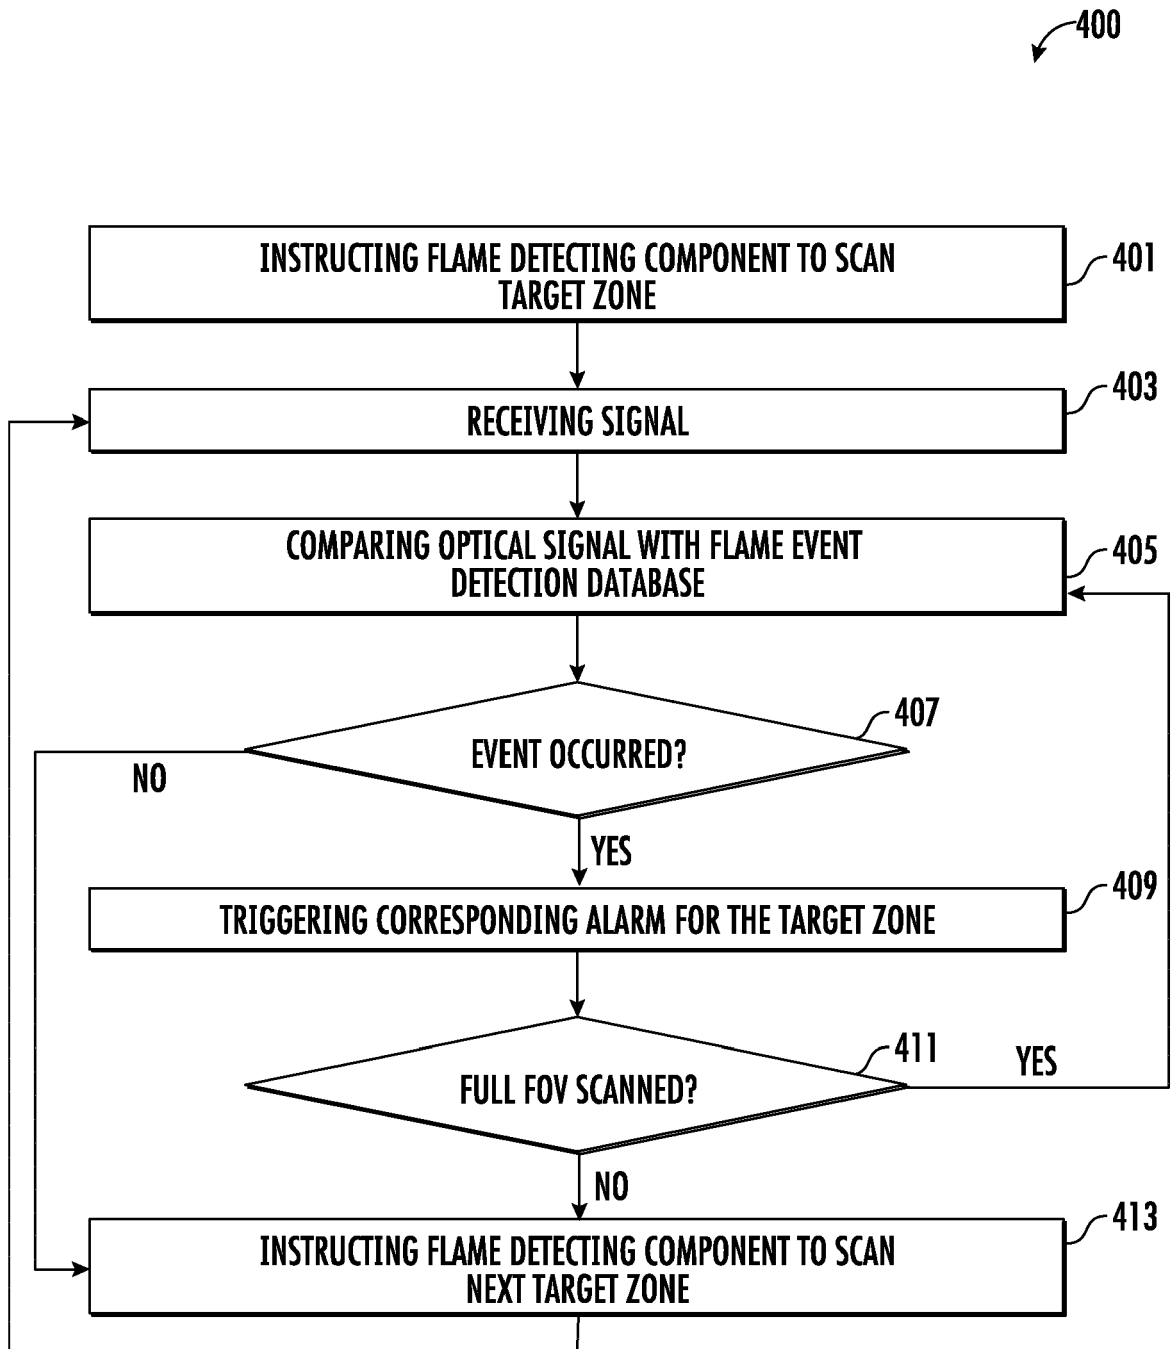 400
INSTRUCTING FLAME DETECTING COMPONENT TO SCAN
TARGET ZONE
401
RECEIVING SIGNAL
403
COMPARING OPTICAL SIGNAL WITH FLAME EVENT
DETECTION DATABASE
405
EVENT OCCURRED?
407
NO
YES
TRIGGERING CORRESPONDING ALARM FOR THE TARGET ZONE
409
FULL FOV SCANNED?
411
YES
NO
INSTRUCTING FLAME DETECTING COMPONENT TO SCAN
NEXT TARGET ZONE
413